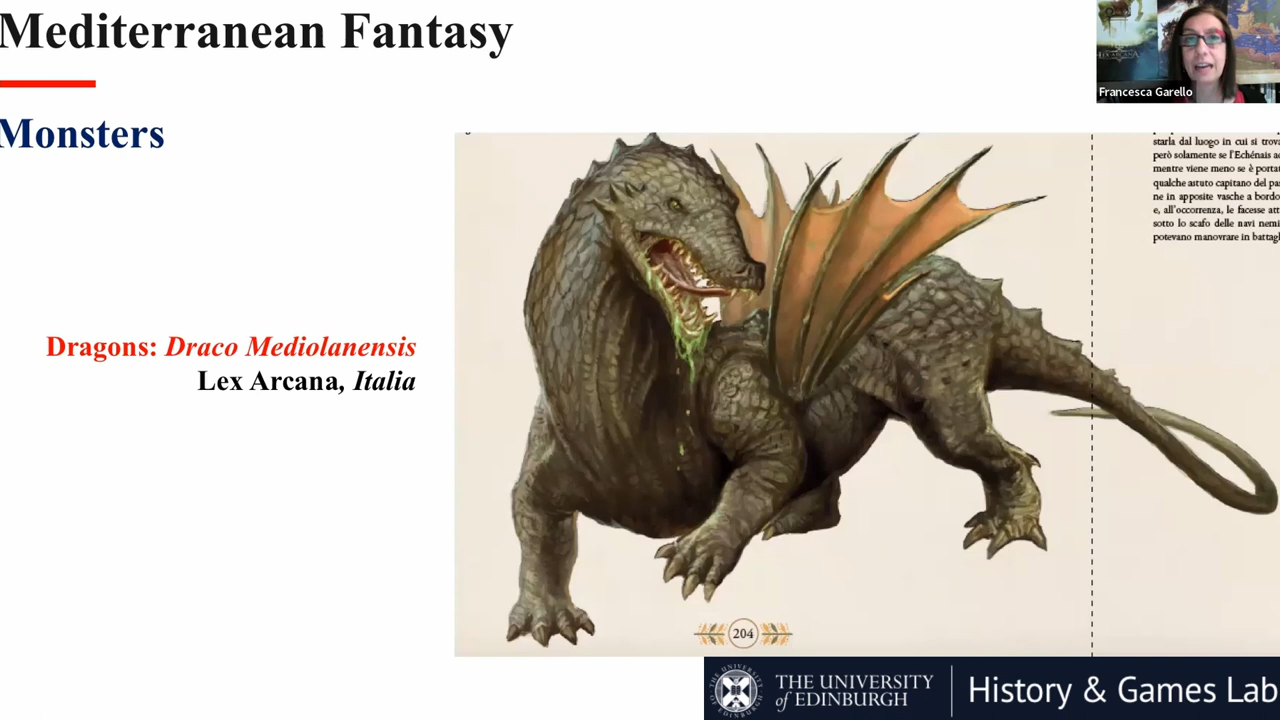 Mediterranean Fantasy
Francesca Garello
Monsters
starla dal luogo in cui si trova
però solamente se l'Echénais ac
mentre viene meno se è portat
qualche astuto capitano del pas
ne in apposite vasche a bordo
e, all'occorrenza, le facesse att
sotto lo scafo delle navi nemi
potevano manovrare in battagl
Dragons: Draco Mediolanensis
Lex Arcana, Italia
204
THE UNIVERSITY
of EDINBURGH
History & Games Lab